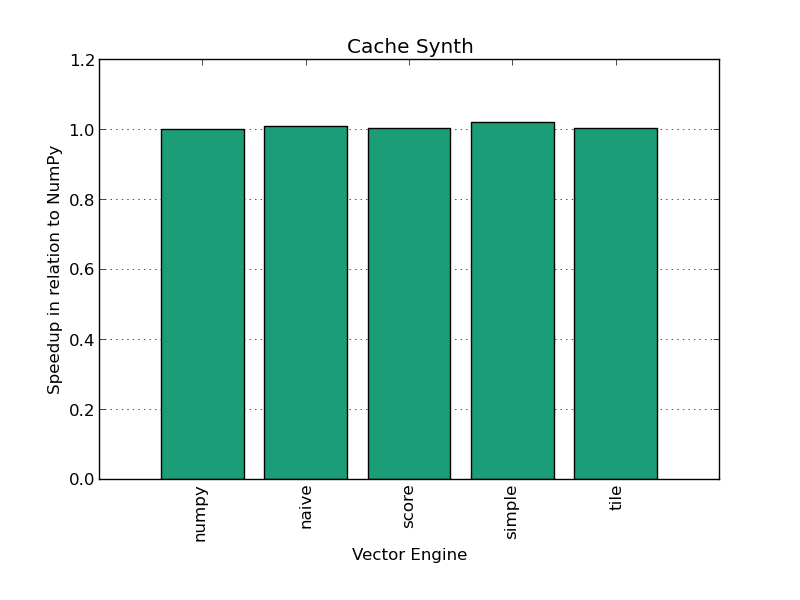 Cache Synth
Speedup in relation to NumPy
1.2
1.0
0.8
0.6
0.4
0.2
0.0
numpy
naive
score
simple
tile
Vector Engine